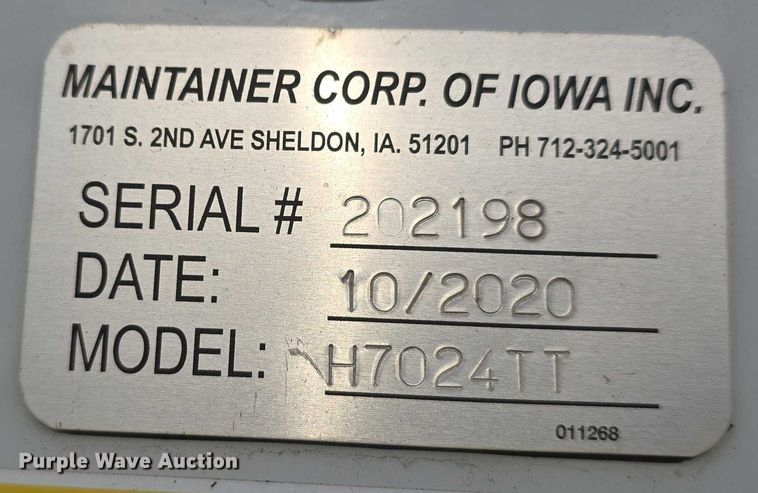 MAINTAINER CORP. OF IOWA INC.
1701 S. 2ND AVE SHELDON, IA. 51201 PH 712-324-5001
SERIAL # 202198
DATE: 10/2020
MODEL: H7024TT
011268
Purple Wave Auction